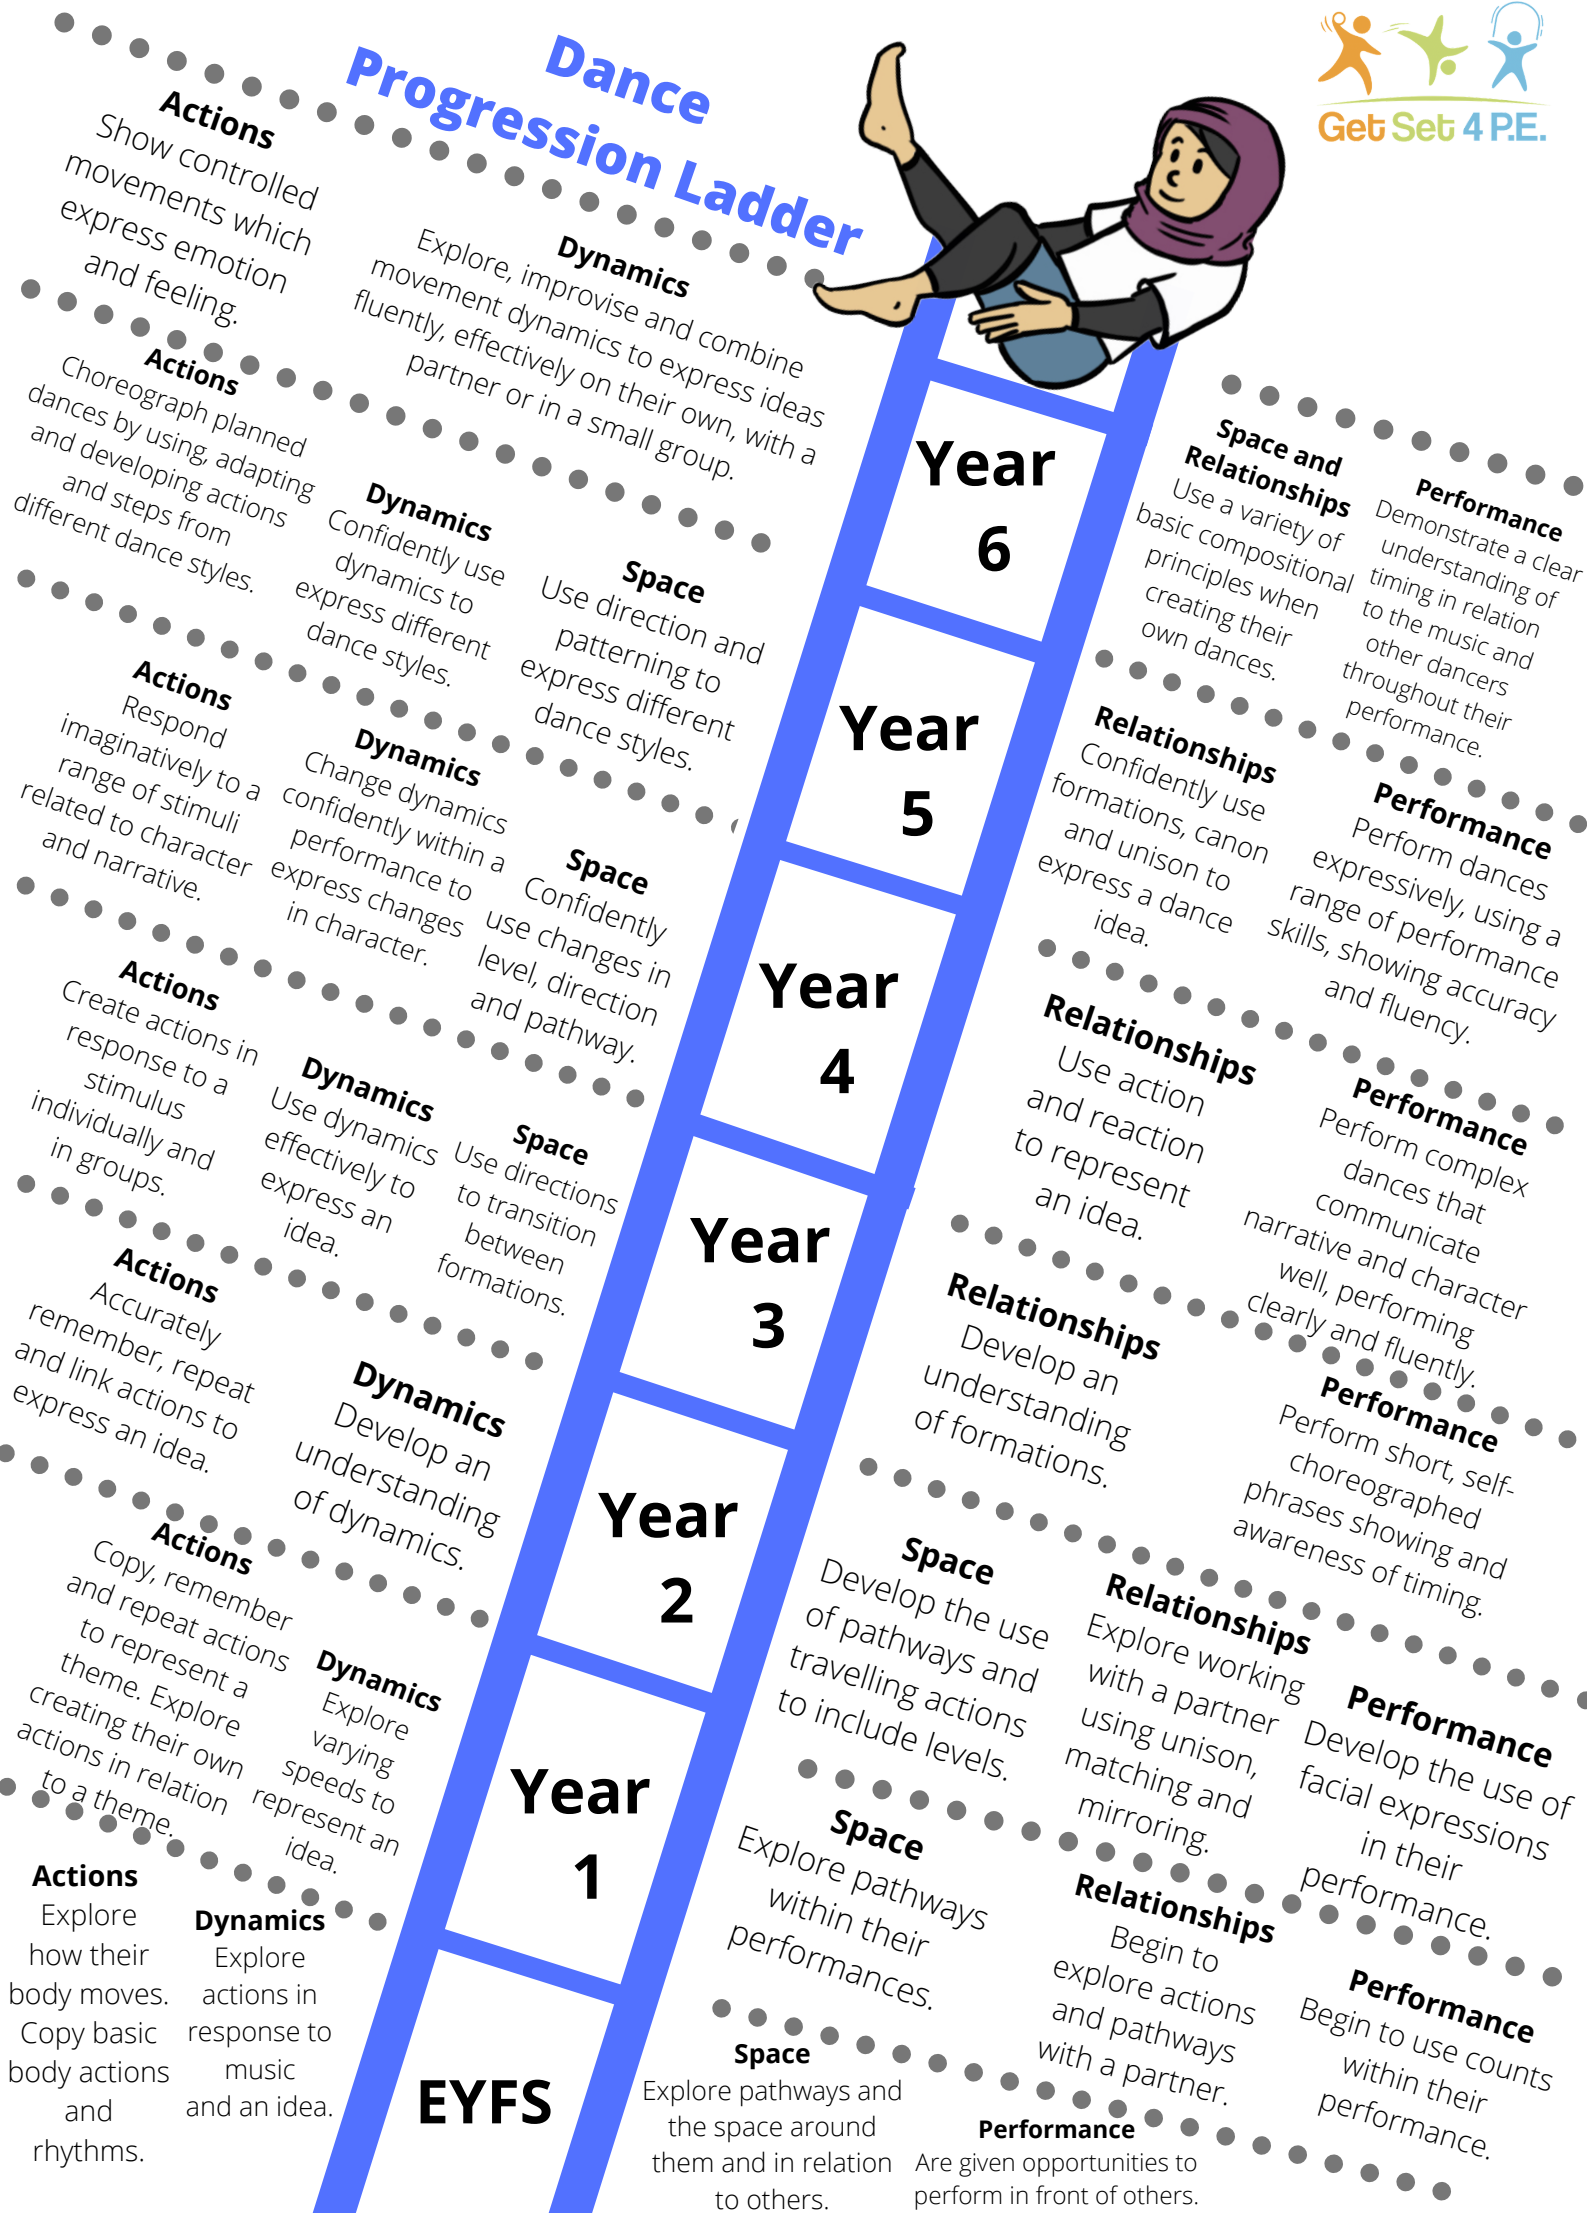 Dance
Progression Ladder
Get Set 4 P.E.
Actions
Show controlled
movements which
express emotion
and feeling.
Dynamics
Explore, improvise and combine
movement dynamics to express ideas
fluently, effectively on their own, with a
partner or in a small group.
Year
6
Space and
Relationships
Use a variety of
basic compositional
principles when
creating their
own dances.
Performance
Demonstrate a clear
understanding of
timing in relation
to the music and
other dancers
throughout their
performance.
Actions
Choreograph planned
dances by using, adapting
and developing actions
and steps from
different dance styles.
Dynamics
Confidently use
dynamics to
express different
dance styles.
Space
Use direction and
patterning to
express different
dance styles.
Year
5
Relationships
Confidently use
formations, canon
and unison to
express a dance
idea.
Performance
Perform dances
expressively, using a
range of performance
skills, showing accuracy
and fluency.
Actions
Respond
imaginatively to a
range of stimuli
related to character
and narrative.
Dynamics
Change dynamics
confidently within a
performance to
express changes
in character.
Space
Confidently
use changes in
level, direction
and pathway.
Year
4
Relationships
Use action
and reaction
to represent
an idea.
Performance
Perform complex
dances that
communicate
narrative and character
well, performing
clearly and fluently.
Actions
Create actions in
response to a
stimulus
individually and
in groups.
Dynamics
Use dynamics
effectively to
express an
idea.
Space
Use directions
to transition
between
formations.
Year
3
Relationships
Develop an
understanding
of formations.
Performance
Perform short, self-
choreographed
phrases showing and
awareness of timing.
Actions
Accurately
remember, repeat
and link actions to
express an idea.
Dynamics
Develop an
understanding
of dynamics.
Year
2
Space
Develop the use
of pathways and
travelling actions
to include levels.
Relationships
Explore working
with a partner
using unison,
matching and
mirroring.
Performance
Develop the use of
facial expressions
in their
performance.
Actions
Copy, remember
and repeat actions
to represent a
theme. Explore
creating their own
actions in relation
to a theme.
Dynamics
Explore
varying
speeds to
represent an
idea.
Year
1
Space
Explore pathways
within their
performances.
Relationships
Begin to
explore actions
and pathways
with a partner.
Performance
Begin to use counts
within their
performance.
Actions
Explore
how their
body moves.
Copy basic
body actions
and
rhythms.
Dynamics
Explore
actions in
response to
music
and an idea.
EYFS
Space
Explore pathways and
the space around
them and in relation
to others.
Performance
Are given opportunities to
perform in front of others.